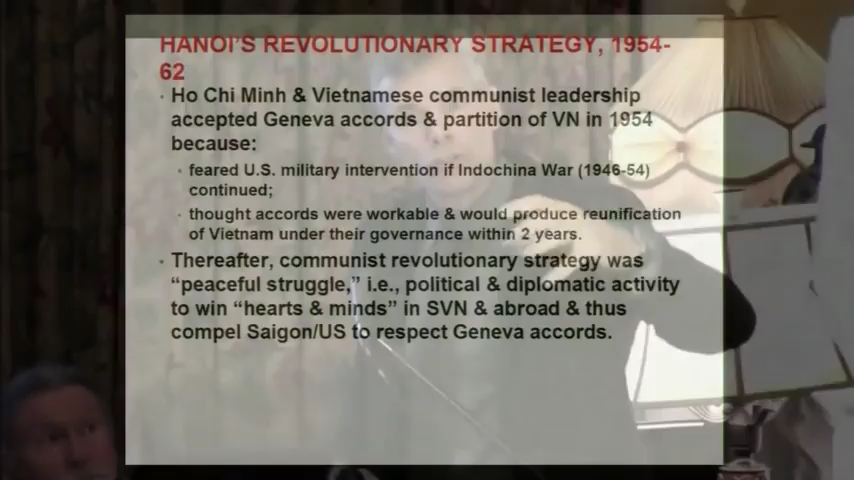 HANOI'S REVOLUTIONARY STRATEGY, 1954-
62
· Ho Chi Minh & Vietnamese communist leadership
accepted Geneva accords & partition of VN in 1954
because:
· feared U.S. military intervention if Indochina War (1946-54)
continued;
· thought accords were workable & would produce reunification
of Vietnam under their governance within 2 years.
· Thereafter, communist revolutionary strategy was
“peaceful struggle,” i.e., political & diplomatic activity
to win “hearts & minds” in SVN & abroad & thus
compel Saigon/US to respect Geneva accords.